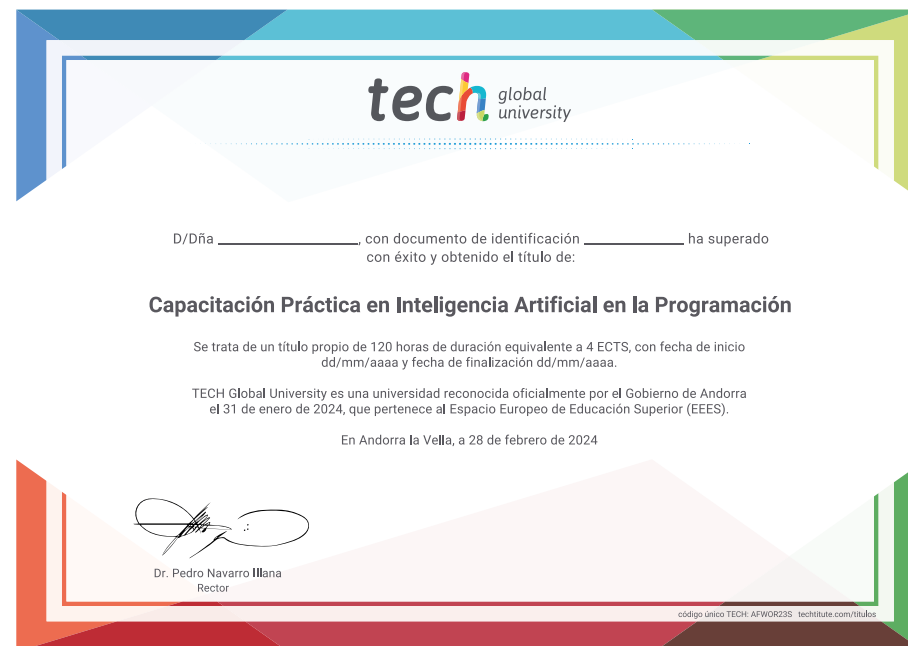 tech global university
D/Dña ______________, con documento de identificación __________ ha superado
con éxito y obtenido el título de:
Capacitación Práctica en Inteligencia Artificial en la Programación
Se trata de un título propio de 120 horas de duración equivalente a 4 ECTS, con fecha de inicio
dd/mm/aaaa y fecha de finalización dd/mm/aaaa.
TECH Global University es una universidad reconocida oficialmente por el Gobierno de Andorra
el 31 de enero de 2024, que pertenece al Espacio Europeo de Educación Superior (EEES).
En Andorra la Vella, a 28 de febrero de 2024
Dr. Pedro Navarro Illana
Rector
código único TECH: AFWOR23S techtitute.com/titulos